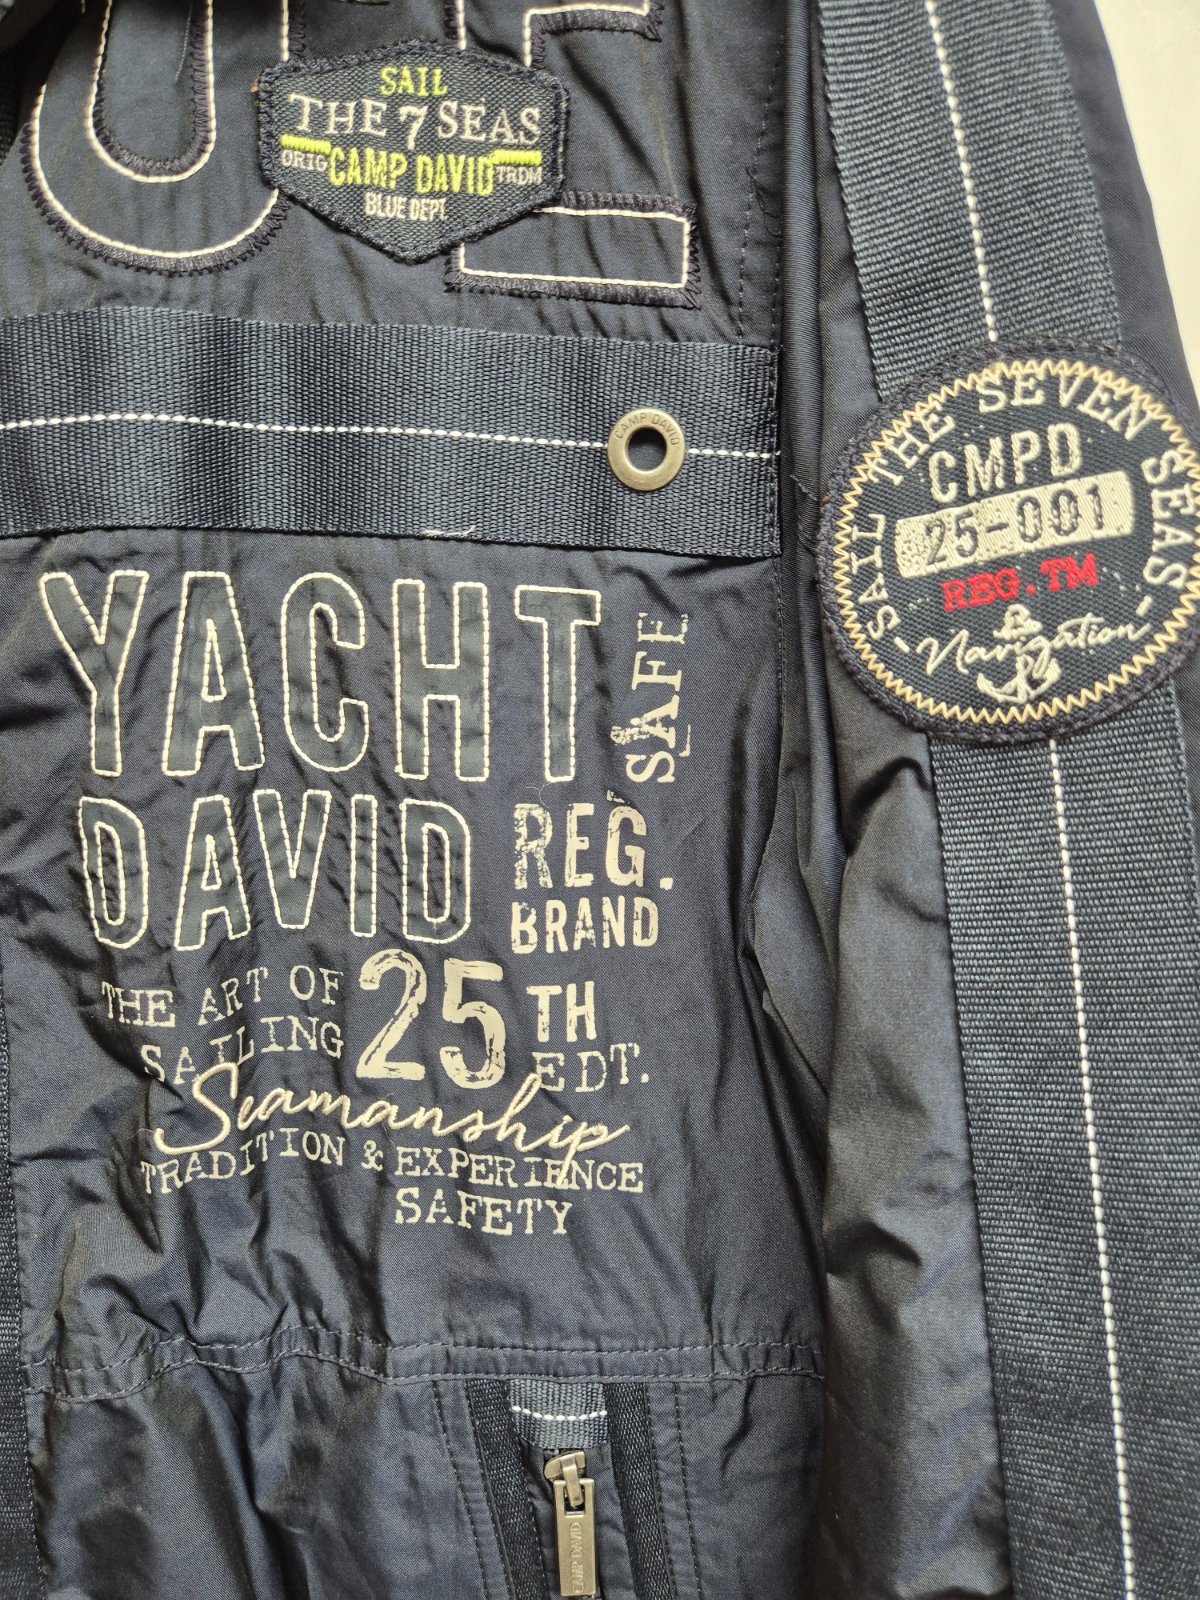 SAIL
THE 7 SEAS
ORIG CAMP DAVID TRDM
BLUE DEPT.
CAMP DAVID
SAIL THE SEVEN SEAS
CMPD
25-001
REG.TM
- Navigation -
YACHT
SAFE
DAVID
REG.
BRAND
THE ART OF
SAILING
25 TH
EDT.
Seamanship
TRADITION & EXPERIENCE
SAFETY
CAMP DAVID